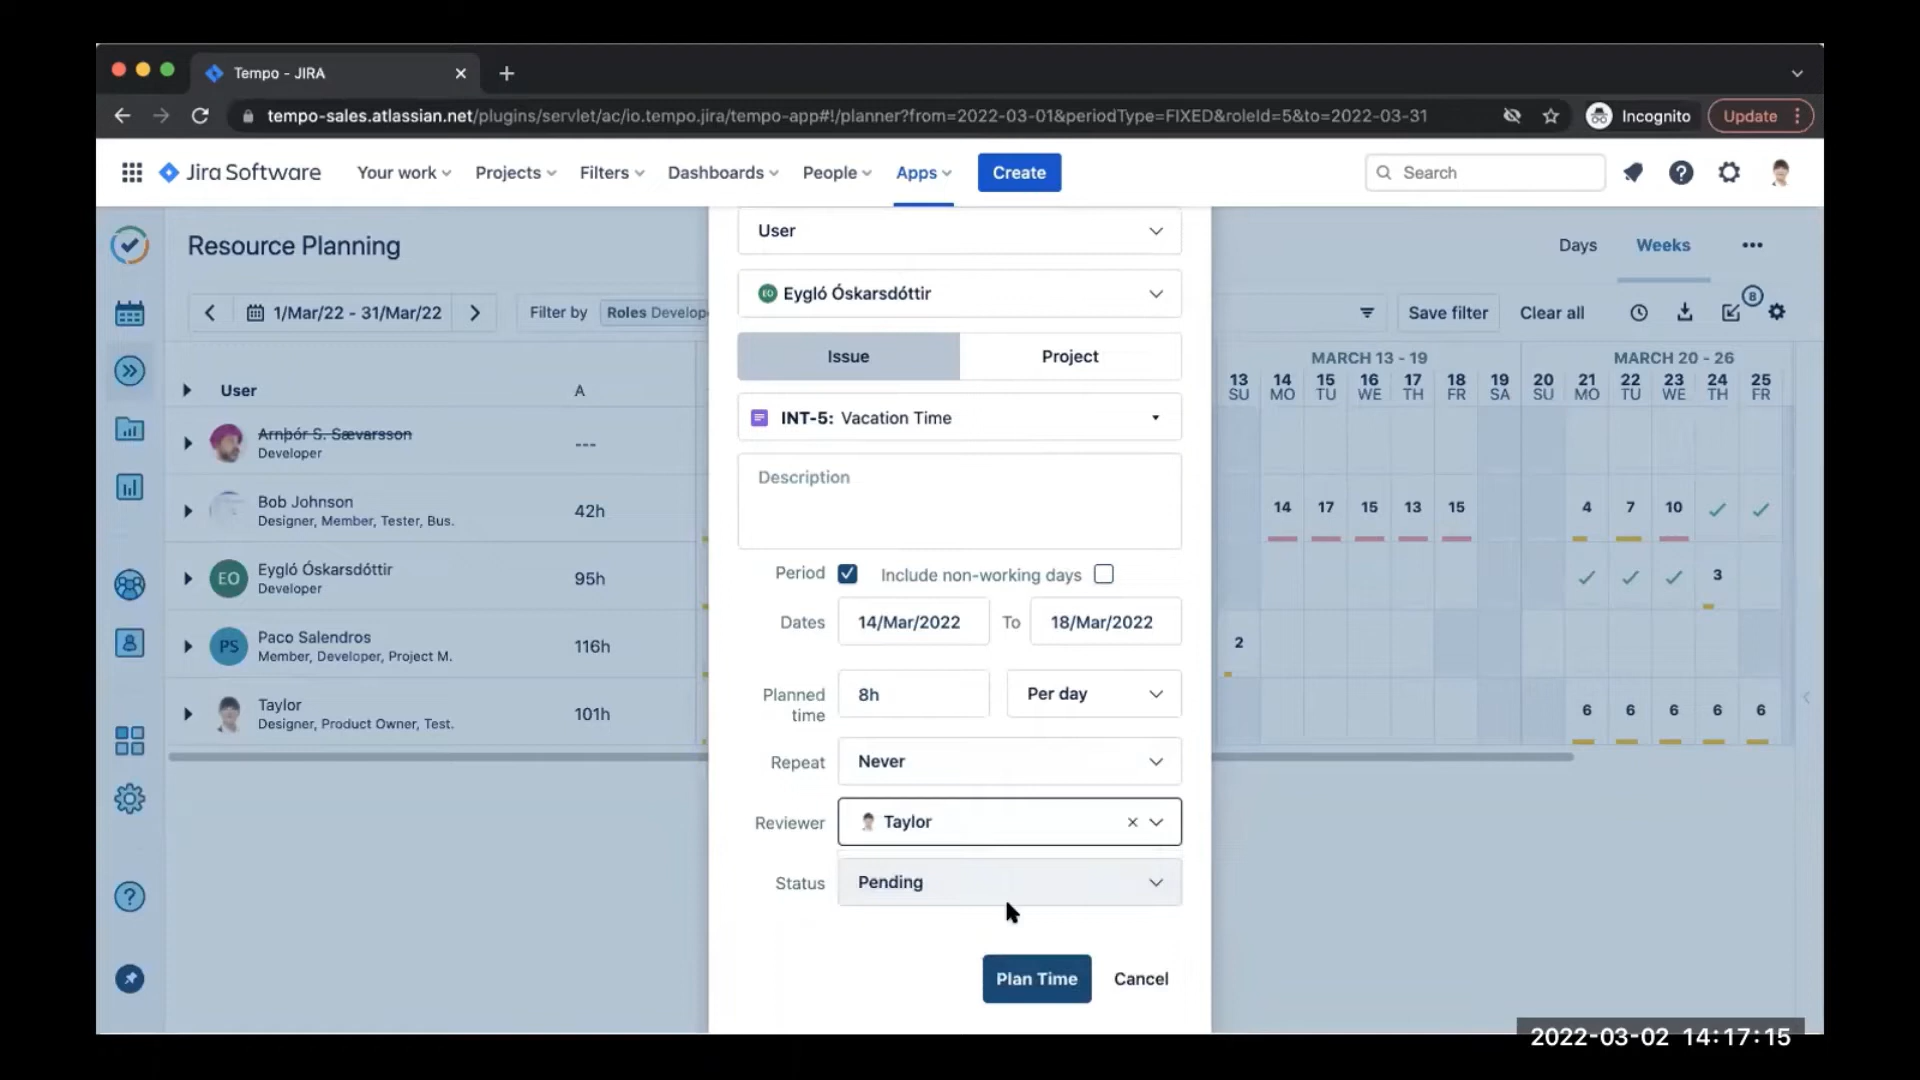 Tempo - JIRA
tempo-sales.atlassian.net/plugins/servlet/ac/io.tempo.jira/tempo-app#!/planner?from=2022-03-01&periodType=FIXED&roleId=5&to=2022-03-31
Incognito
Update
Jira Software
Your work
Projects
Filters
Dashboards
People
Apps
Create
Search
Resource Planning
Days
Weeks
1/Mar/22 - 31/Mar/22
Filter by
Roles Develop
Save filter
Clear all
8
User
A
MARCH 13 - 19
MARCH 20 - 26
13 14 15 16 17 18 19 20 21 22 23 24 25
SU MO TU WE TH FR SA SU MO TU WE TH FR
Arnþór S. Sævarsson
Developer
---
Bob Johnson
Designer, Member, Tester, Bus.
42h
14 17 15 13 15 4 7 10
EO
Eygló Óskarsdóttir
Developer
95h
3
PS
Paco Salendros
Member, Developer, Project M.
116h
2
Taylor
Designer, Product Owner, Test.
101h
6 6 6 6 6
User
EO Eygló Óskarsdóttir
Issue
Project
INT-5: Vacation Time
Description
Period
Include non-working days
Dates
14/Mar/2022
To
18/Mar/2022
Planned
time
8h
Per day
Repeat
Never
Reviewer
Taylor
Status
Pending
Plan Time
Cancel
2022-03-02 14:17:15